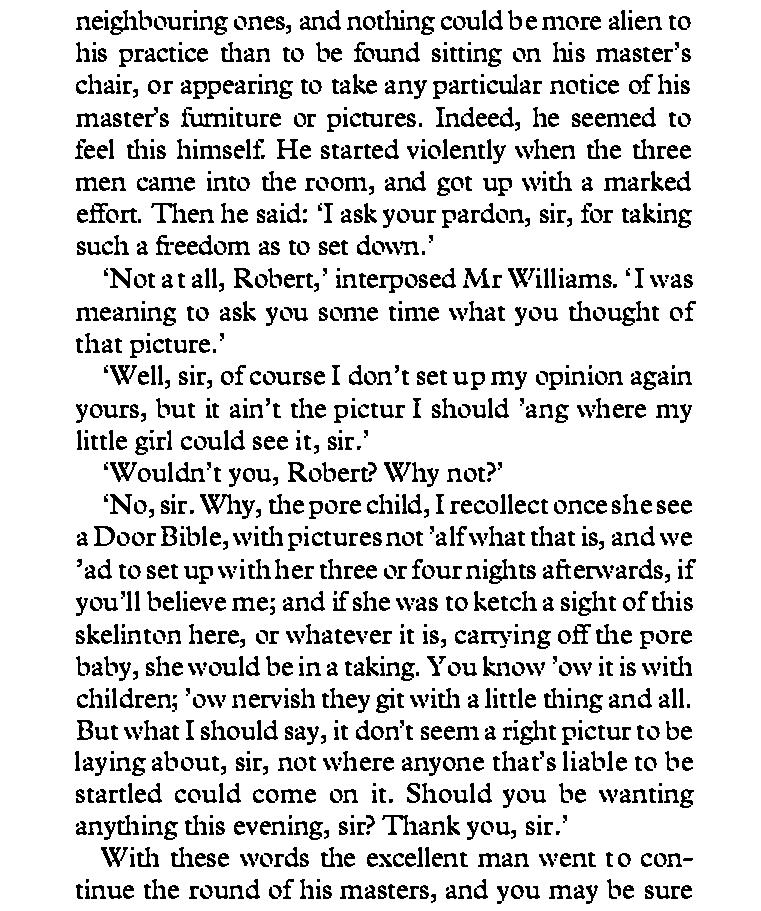 neighbouring ones, and nothing could be more alien to
his practice than to be found sitting on his master's
chair, or appearing to take any particular notice of his
master's furniture or pictures. Indeed, he seemed to
feel this himself. He started violently when the three
men came into the room, and got up with a marked
effort. Then he said: ‘I ask your pardon, sir, for taking
such a freedom as to set down.’
‘Not at all, Robert,’ interposed Mr Williams. ‘I was
meaning to ask you some time what you thought of
that picture.’
‘Well, sir, of course I don’t set up my opinion again
yours, but it ain’t the pictur I should ’ang where my
little girl could see it, sir.’
‘Wouldn’t you, Robert? Why not?’
‘No, sir. Why, the pore child, I recollect once she see
a Door Bible, with pictures not ’alf what that is, and we
’ad to set up with her three or four nights afterwards, if
you’ll believe me; and if she was to ketch a sight of this
skelinton here, or whatever it is, carrying off the pore
baby, she would be in a taking. You know ’ow it is with
children; ’ow nervish they git with a little thing and all.
But what I should say, it don’t seem a right pictur to be
laying about, sir, not where anyone that’s liable to be
startled could come on it. Should you be wanting
anything this evening, sir? Thank you, sir.’
With these words the excellent man went to con-
tinue the round of his masters, and you may be sure